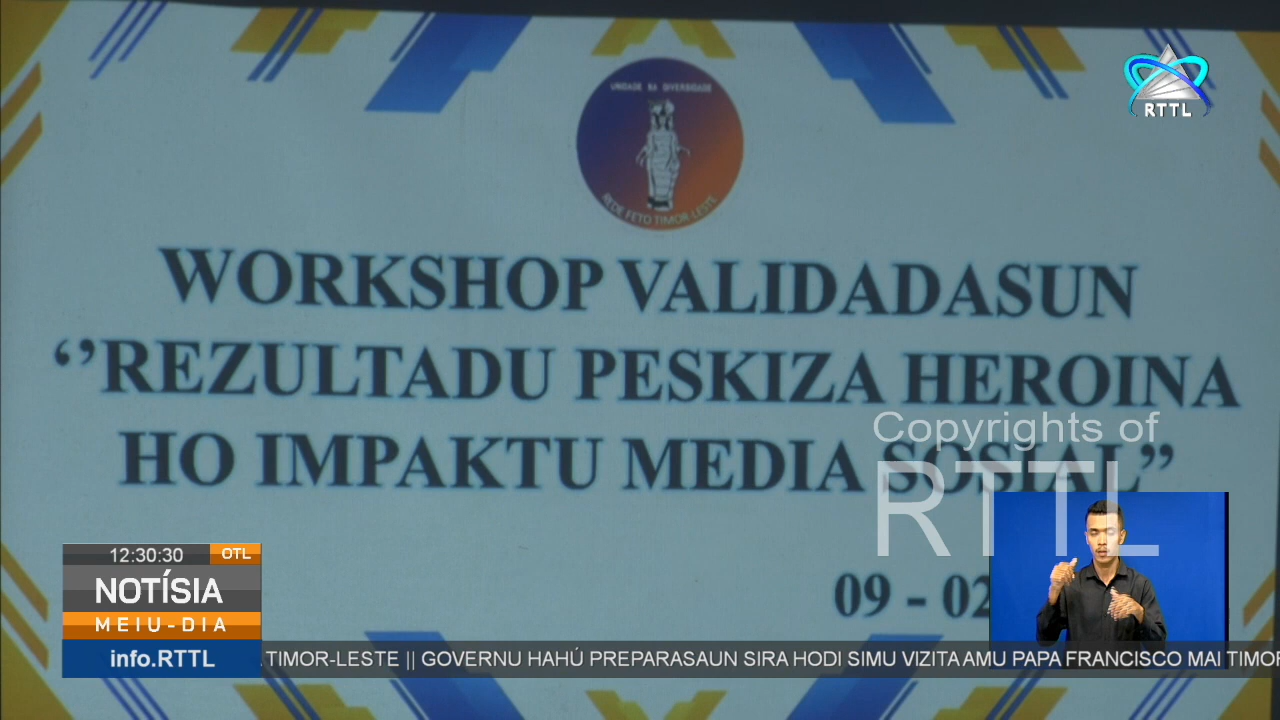 UNIDADE BA DIVERSIDADE
REDE FETO TIMOR-LESTE
RTTL
WORKSHOP VALIDADASUN
‘’REZULTADU PESKIZA HEROINA
HO IMPAKTU MEDIA SOSIAL’’
Copyrights of
RTTL
09 - 02
12:30:30 OTL
NOTÍSIA
MEIU-DIA
info.RTTL
TIMOR-LESTE || GOVERNU HAHÚ PREPARASAUN SIRA HODI SIMU VIZITA AMU PAPA FRANCISCO MAI TIMOR